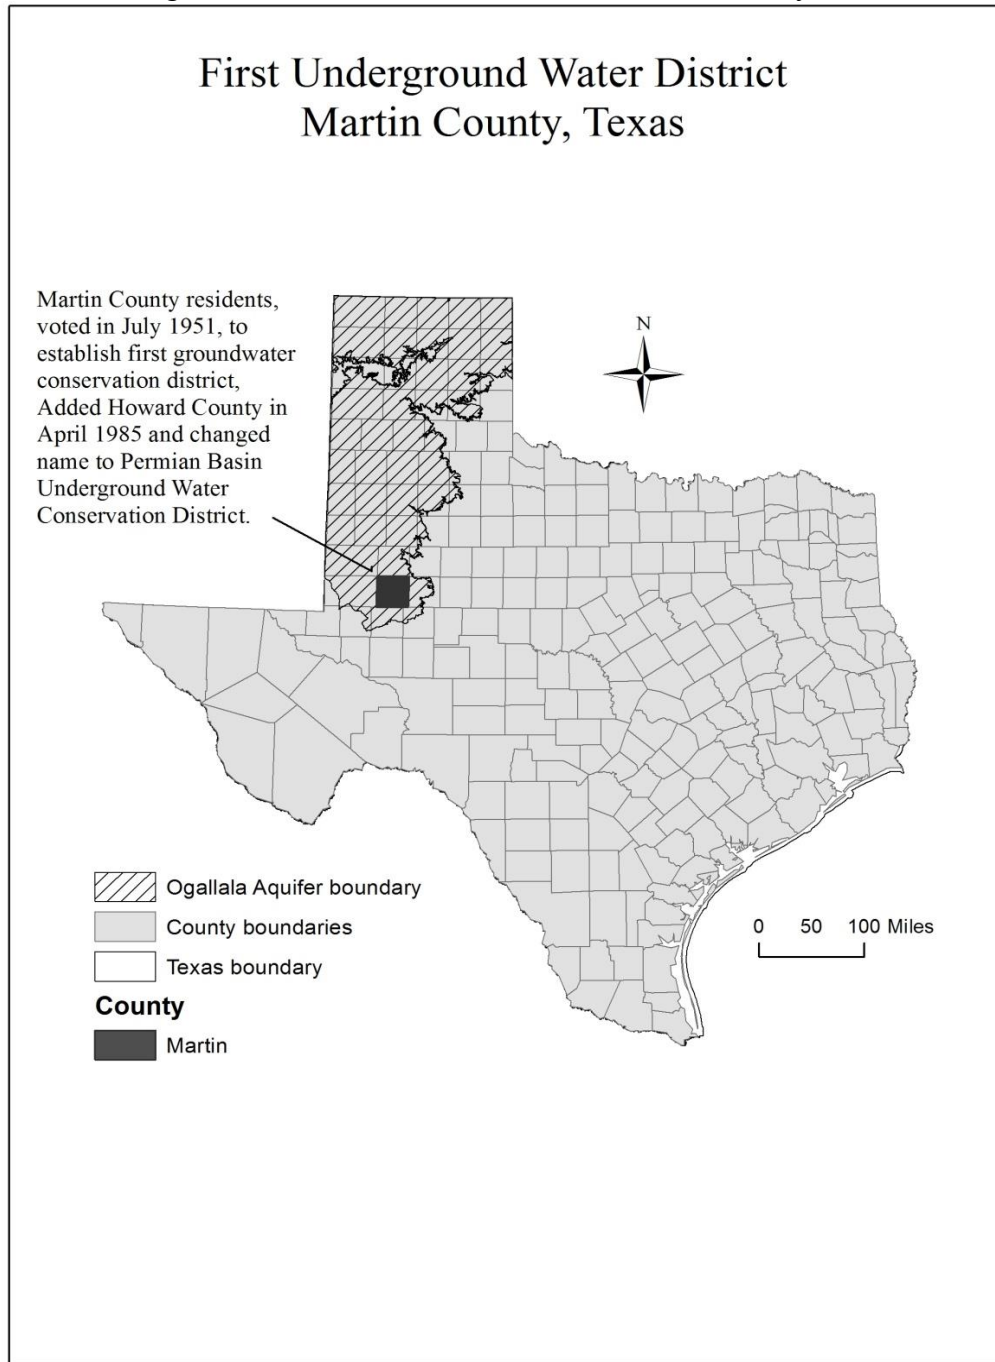 First Underground Water District
Martin County, Texas
Martin County residents,
voted in July 1951, to
establish first groundwater
conservation district,
Added Howard County in
April 1985 and changed
name to Permian Basin
Underground Water
Conservation District.
N
Ogallala Aquifer boundary
County boundaries
Texas boundary
County
Martin
0 50 100 Miles